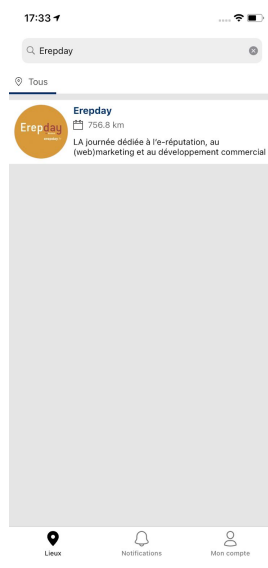 17:33
Erepday
Tous
Erepday
Erepday
756.8 km
LA journée dédiée à l'e-réputation, au
(web)marketing et au développement commercial
Lieux
Notifications
Mon compte